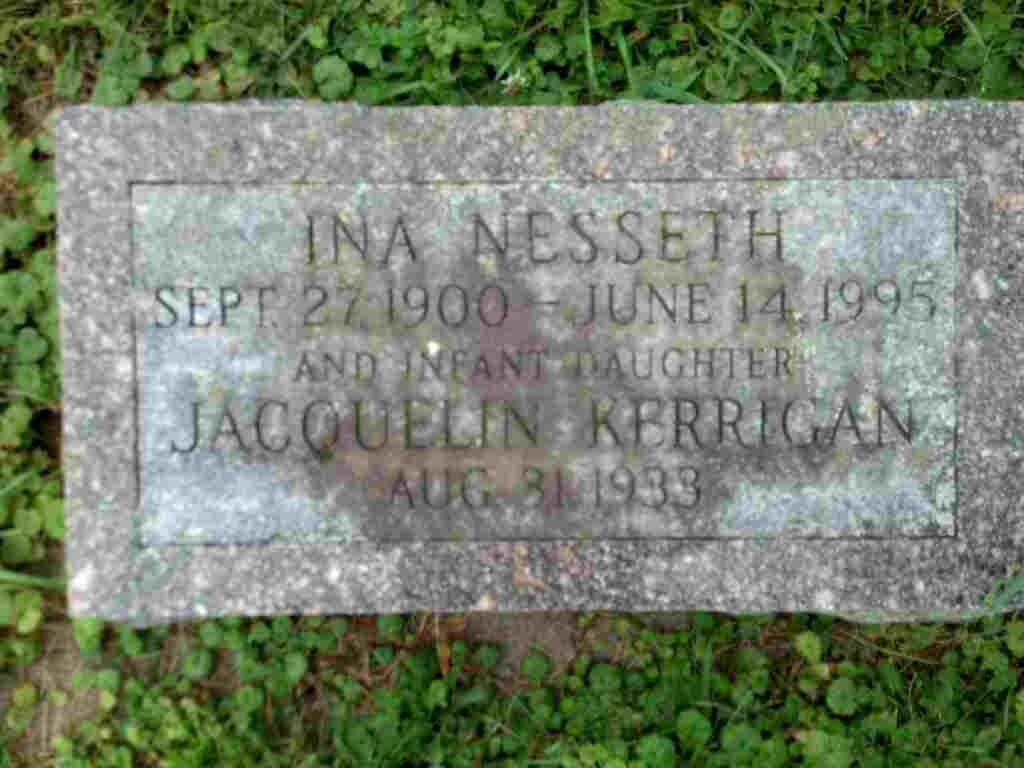 INA NESSETH
SEPT. 27, 1900 - JUNE 14, 1995
AND INFANT DAUGHTER
JACQUELIN KERRIGAN
AUG. 31, 1933